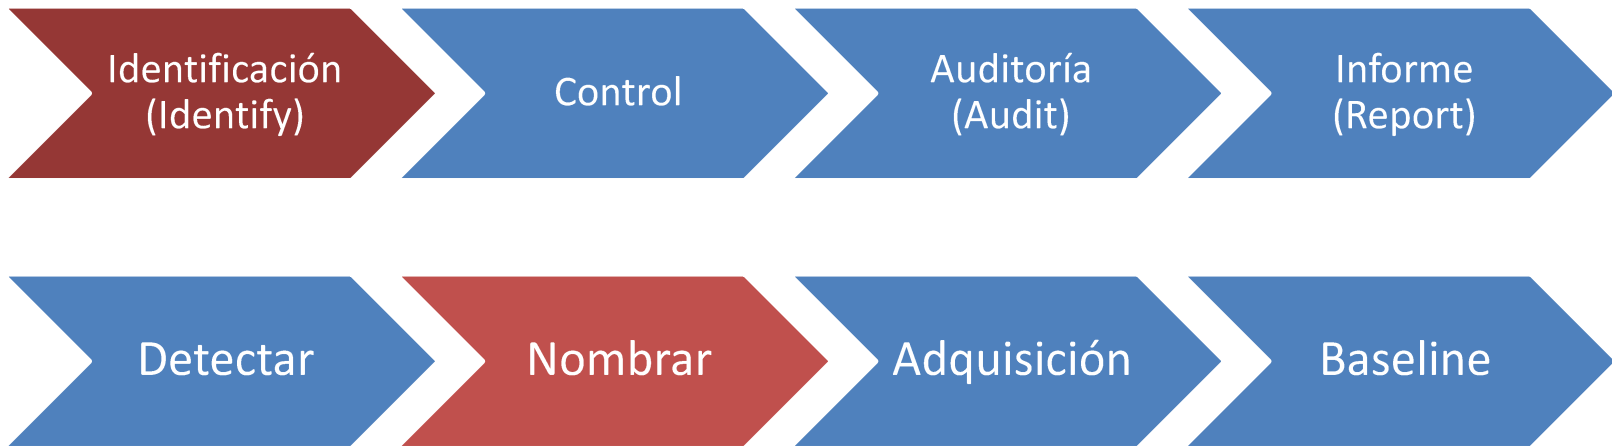 Identificación
(Identify)
Control
Auditoría
(Audit)
Informe
(Report)
Detectar
Nombrar
Adquisición
Baseline